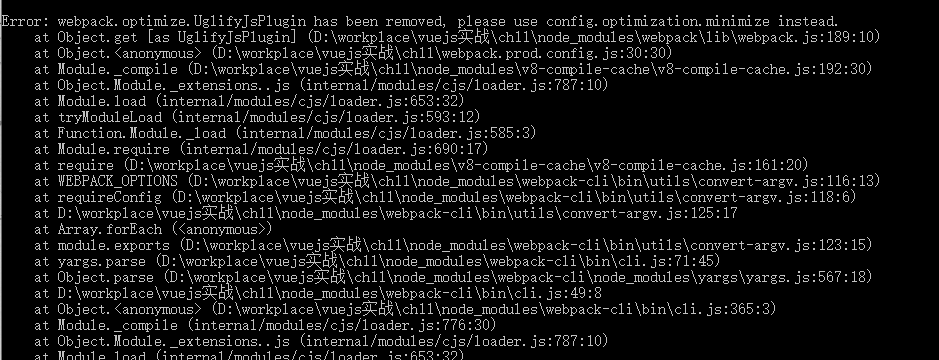 Error: webpack.optimize.UglifyJsPlugin has been removed, please use config.optimization.minimize instead.
at Object.get [as UglifyJsPlugin] (D:\workplace\vuejs实战\ch11\node_modules\webpack\lib\webpack.js:189:10)
at Object.<anonymous> (D:\workplace\vuejs实战\ch11\webpack.prod.config.js:30:30)
at Module._compile (D:\workplace\vuejs实战\ch11\node_modules\v8-compile-cache\v8-compile-cache.js:192:30)
at Object.Module._extensions..js (internal/modules/cjs/loader.js:787:10)
at Module.load (internal/modules/cjs/loader.js:653:32)
at tryModuleLoad (internal/modules/cjs/loader.js:593:12)
at Function.Module._load (internal/modules/cjs/loader.js:585:3)
at Module.require (internal/modules/cjs/loader.js:690:17)
at require (D:\workplace\vuejs实战\ch11\node_modules\v8-compile-cache\v8-compile-cache.js:161:20)
at WEBPACK_OPTIONS (D:\workplace\vuejs实战\ch11\node_modules\webpack-cli\bin\utils\convert-argv.js:116:13)
at requireConfig (D:\workplace\vuejs实战\ch11\node_modules\webpack-cli\bin\utils\convert-argv.js:118:6)
at D:\workplace\vuejs实战\ch11\node_modules\webpack-cli\bin\utils\convert-argv.js:125:17
at Array.forEach (<anonymous>)
at module.exports (D:\workplace\vuejs实战\ch11\node_modules\webpack-cli\bin\utils\convert-argv.js:123:15)
at yargs.parse (D:\workplace\vuejs实战\ch11\node_modules\webpack-cli\bin\cli.js:71:45)
at Object.parse (D:\workplace\vuejs实战\ch11\node_modules\webpack-cli\node_modules\yargs\yargs.js:567:18)
at D:\workplace\vuejs实战\ch11\node_modules\webpack-cli\bin\cli.js:49:8
at Object.<anonymous> (D:\workplace\vuejs实战\ch11\node_modules\webpack-cli\bin\cli.js:365:3)
at Module._compile (internal/modules/cjs/loader.js:776:30)
at Object.Module._extensions..js (internal/modules/cjs/loader.js:787:10)
at Module.load (internal/modules/cjs/loader.js:653:32)